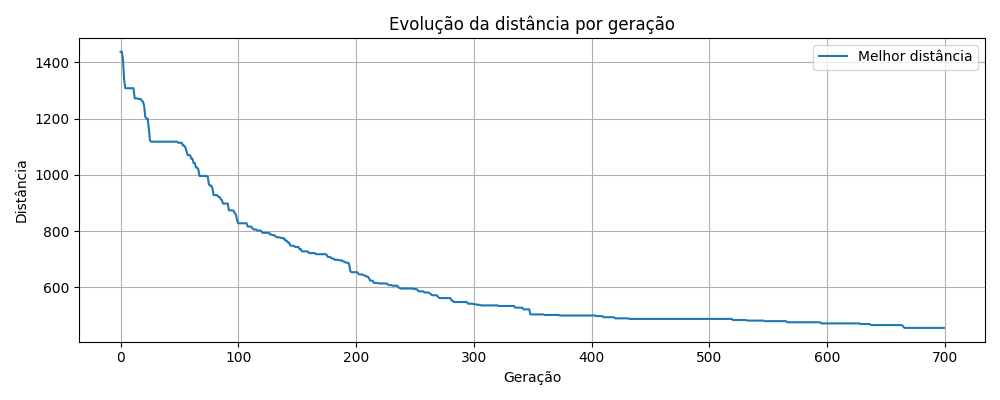 Evolução da distância por geração
Melhor distância
Distância
1400
1200
1000
800
600
0 100 200 300 400 500 600 700
Geração